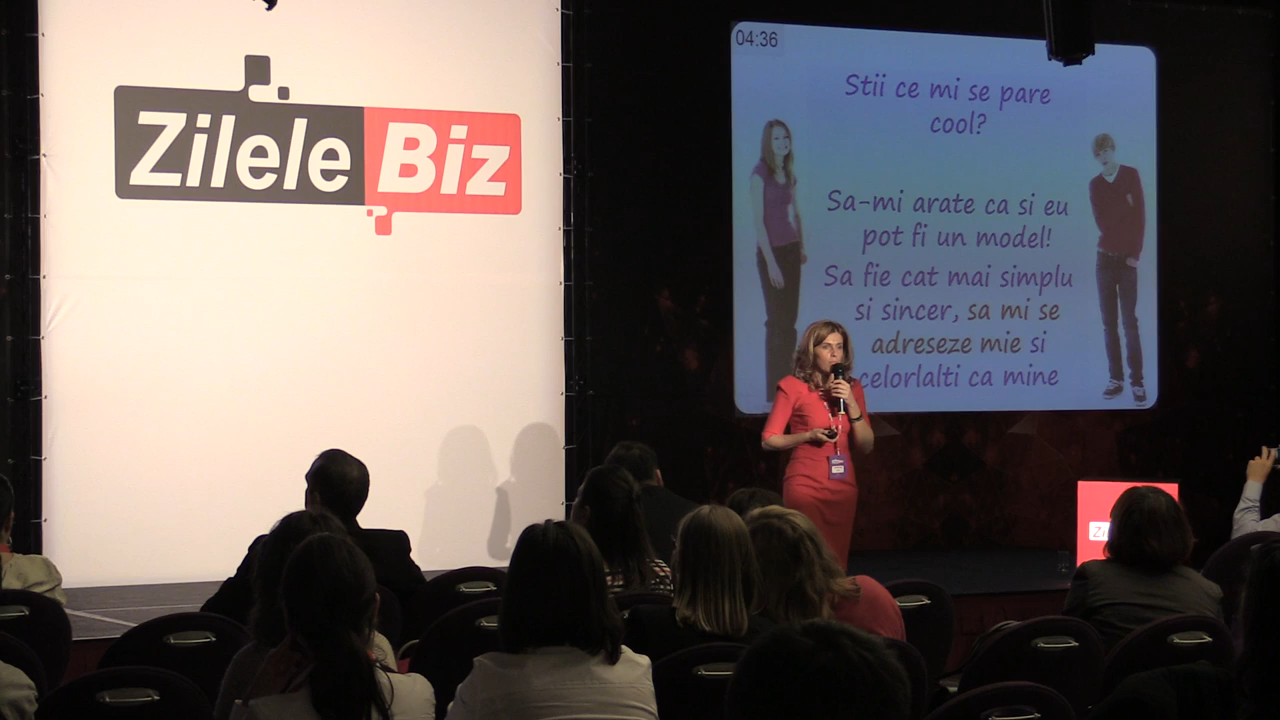 Zilele Biz
04:36
Stii ce mi se pare
cool?
Sa-mi arate ca si eu
pot fi un model!
Sa fie cat mai simplu
si sincer, sa mi se
adreseze mie si
celorlalti ca mine